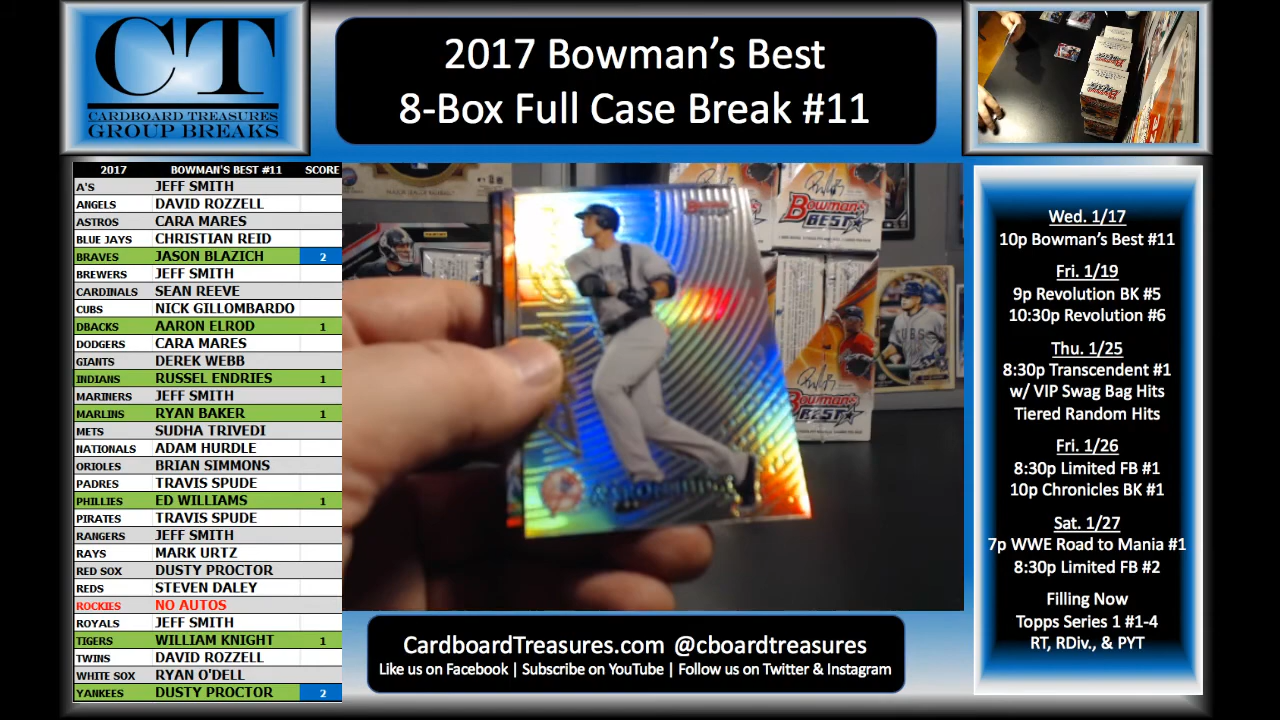 CT
CARDBOARD TREASURES
GROUP BREAKS
2017 Bowman's Best
8-Box Full Case Break #11
2017 BOWMAN'S BEST #11 SCORE
A'S JEFF SMITH
ANGELS DAVID ROZZELL
ASTROS CARA MARES
BLUE JAYS CHRISTIAN REID
BRAVES JASON BLAZICH 2
BREWERS JEFF SMITH
CARDINALS SEAN REEVE
CUBS NICK GILLOMBARDO
DBACKS AARON ELROD 1
DODGERS CARA MARES
GIANTS DEREK WEBB
INDIANS RUSSEL ENDRIES 1
MARINERS JEFF SMITH
MARLINS RYAN BAKER 1
METS SUDHA TRIVEDI
NATIONALS ADAM HURDLE
ORIOLES BRIAN SIMMONS
PADRES TRAVIS SPUDE
PHILLIES ED WILLIAMS 1
PIRATES TRAVIS SPUDE
RANGERS JEFF SMITH
RAYS MARK URTZ
RED SOX DUSTY PROCTOR
REDS STEVEN DALEY
ROCKIES NO AUTOS
ROYALS JEFF SMITH
TIGERS WILLIAM KNIGHT 1
TWINS DAVID ROZZELL
WHITE SOX RYAN O'DELL
YANKEES DUSTY PROCTOR 2
Bowman's
BEST
Bowman's
BEST
CUBS
CardboardTreasures.com @cboardtreasures
Like us on Facebook | Subscribe on YouTube | Follow us on Twitter & Instagram
Wed. 1/17
10p Bowman's Best #11
Fri. 1/19
9p Revolution BK #5
10:30p Revolution #6
Thu. 1/25
8:30p Transcendent #1
w/ VIP Swag Bag Hits
Tiered Random Hits
Fri. 1/26
8:30p Limited FB #1
10p Chronicles BK #1
Sat. 1/27
7p WWE Road to Mania #1
8:30p Limited FB #2
Filling Now
Topps Series 1 #1-4
RT, RDiv., & PYT